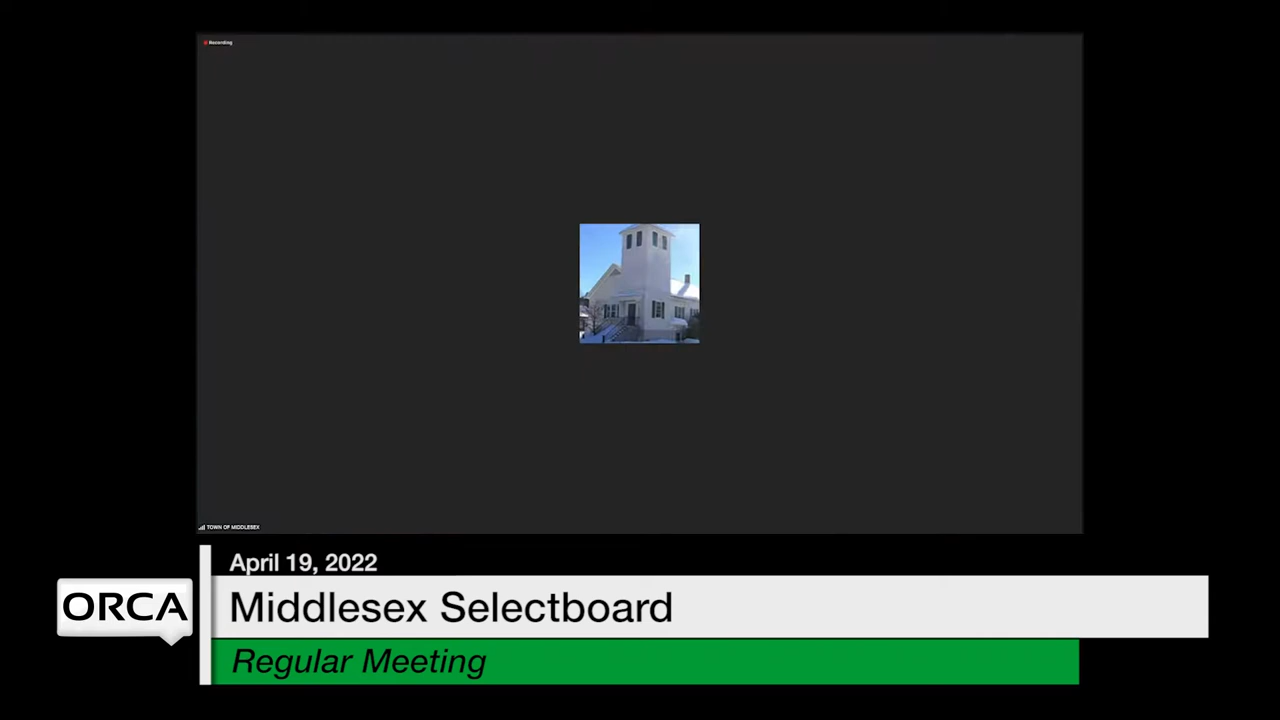 Recording
TOWN OF MIDDLESEX
April 19, 2022
ORCA
Middlesex Selectboard
Regular Meeting